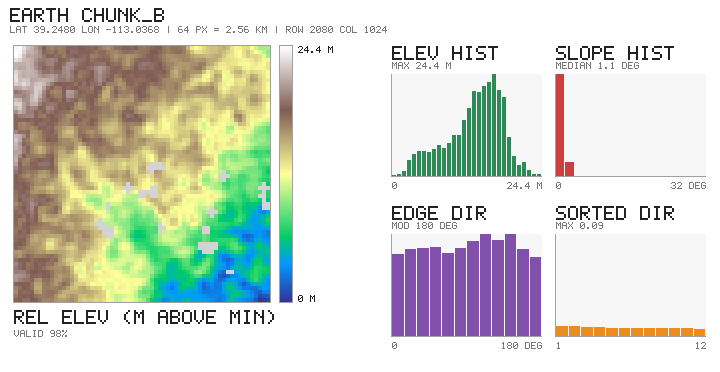 EARTH CHUNK_B
LAT 39.2480 LON -113.0368 | 64 PX = 2.56 KM | ROW 2080 COL 1024
24.4 M
0 M
REL ELEV (M ABOVE MIN)
VALID 98%
ELEV HIST
MAX 24.4 M
0 24.4 M
SLOPE HIST
MEDIAN 1.1 DEG
0 32 DEG
EDGE DIR
MOD 180 DEG
0 180 DEG
SORTED DIR
MAX 0.09
1 12